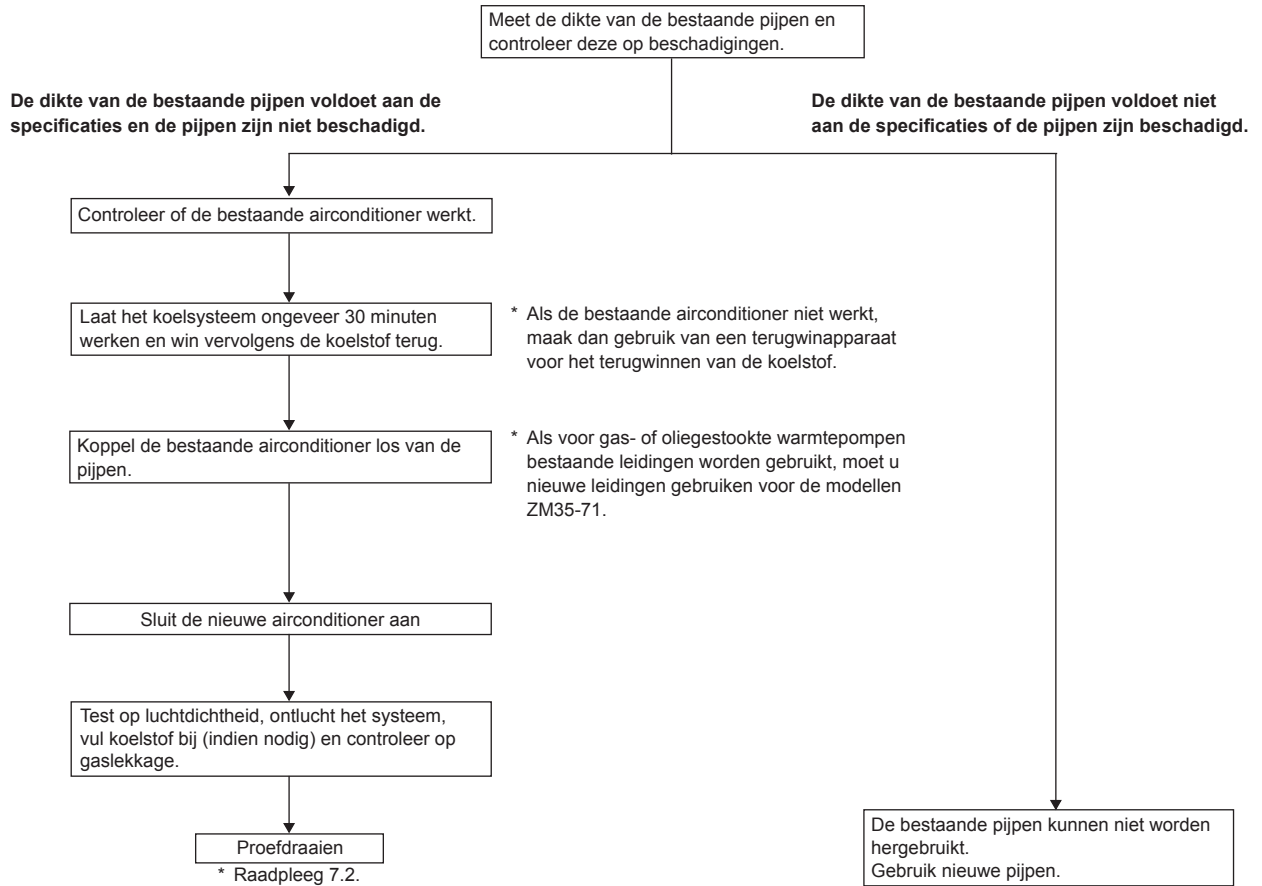 Meet de dikte van de bestaande pijpen en
controleer deze op beschadigingen.
De dikte van de bestaande pijpen voldoet aan de
specificaties en de pijpen zijn niet beschadigd.
De dikte van de bestaande pijpen voldoet niet
aan de specificaties of de pijpen zijn beschadigd.
Controleer of de bestaande airconditioner werkt.
Laat het koelsysteem ongeveer 30 minuten
werken en win vervolgens de koelstof terug.
* Als de bestaande airconditioner niet werkt,
maak dan gebruik van een terugwinapparaat
voor het terugwinnen van de koelstof.
Koppel de bestaande airconditioner los van de
pijpen.
* Als voor gas- of oliegestookte warmtepompen
bestaande leidingen worden gebruikt, moet u
nieuwe leidingen gebruiken voor de modellen
ZM35-71.
Sluit de nieuwe airconditioner aan
Test op luchtdichtheid, ontlucht het systeem,
vul koelstof bij (indien nodig) en controleer op
gaslekkage.
Proefdraaien
* Raadpleeg 7.2.
De bestaande pijpen kunnen niet worden
hergebruikt.
Gebruik nieuwe pijpen.